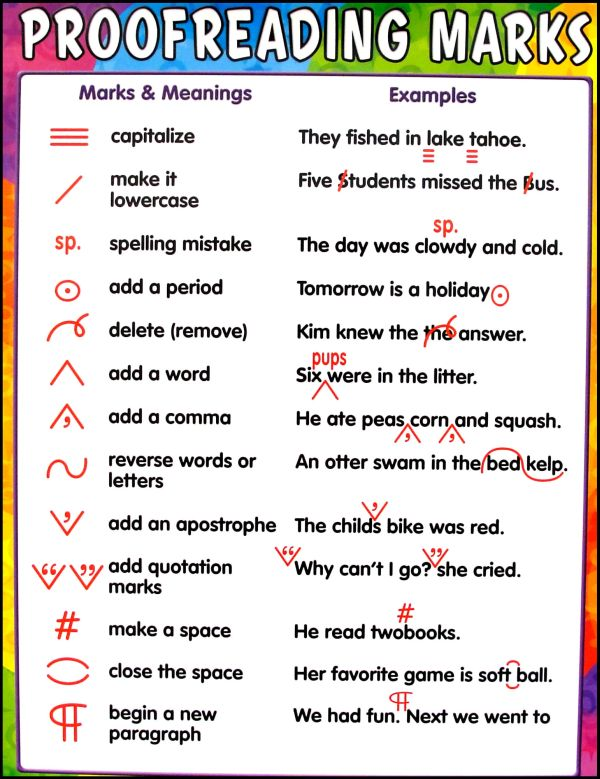 PROOFREADING MARKS
Marks & Meanings Examples
capitalize They fished in lake tahoe.
make it
lowercase Five Students missed the Bus.
sp.
sp. spelling mistake The day was clowdy and cold.
add a period Tomorrow is a holiday
delete (remove) Kim knew the the answer.
pups
add a word Six were in the litter.
, add a comma He ate peas, corn, and squash.
reverse words or
letters An otter swam in the bed kelp.
’ add an apostrophe The child’s bike was red.
“ ” add quotation
marks “Why can't I go?” she cried.
#
# make a space He read twobooks.
close the space Her favorite game is soft ball.
¶
¶ begin a new
paragraph We had fun. Next we went to